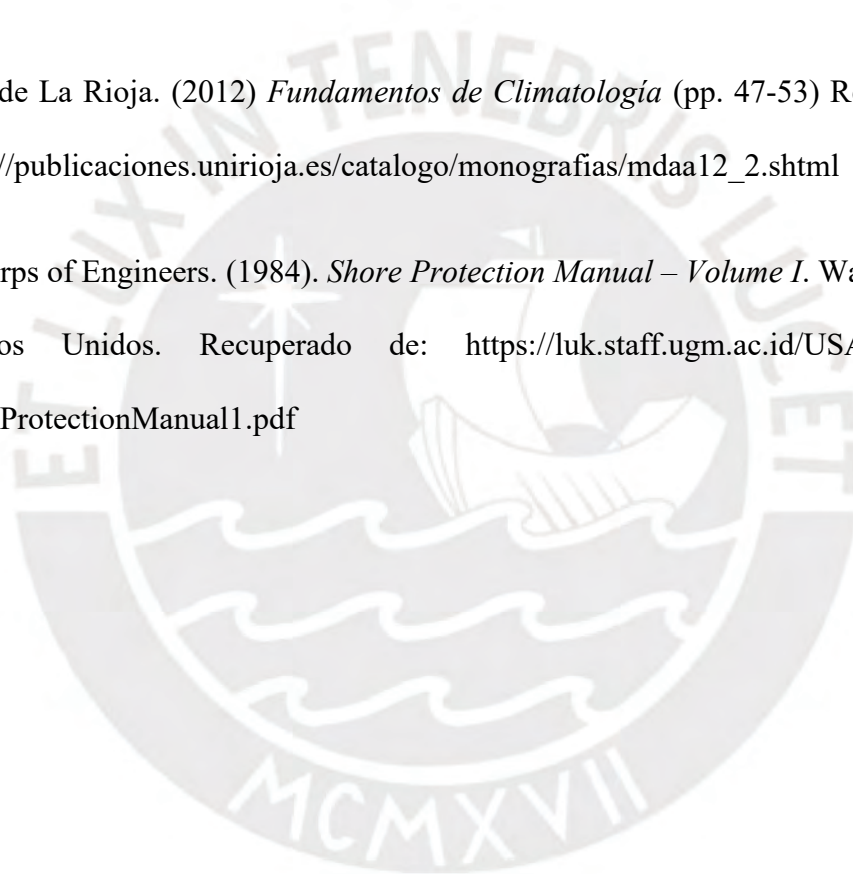 de La Rioja. (2012) Fundamentos de Climatología (pp. 47-53) R
//publicaciones.unirioja.es/catalogo/monografias/mdaa12_2.shtml
rps of Engineers. (1984). Shore Protection Manual – Volume I. Wa
os Unidos. Recuperado de: https://luk.staff.ugm.ac.id/USA
ProtectionManual1.pdf
ET LUX IN TENEBRIS LUCET
MCMXVII